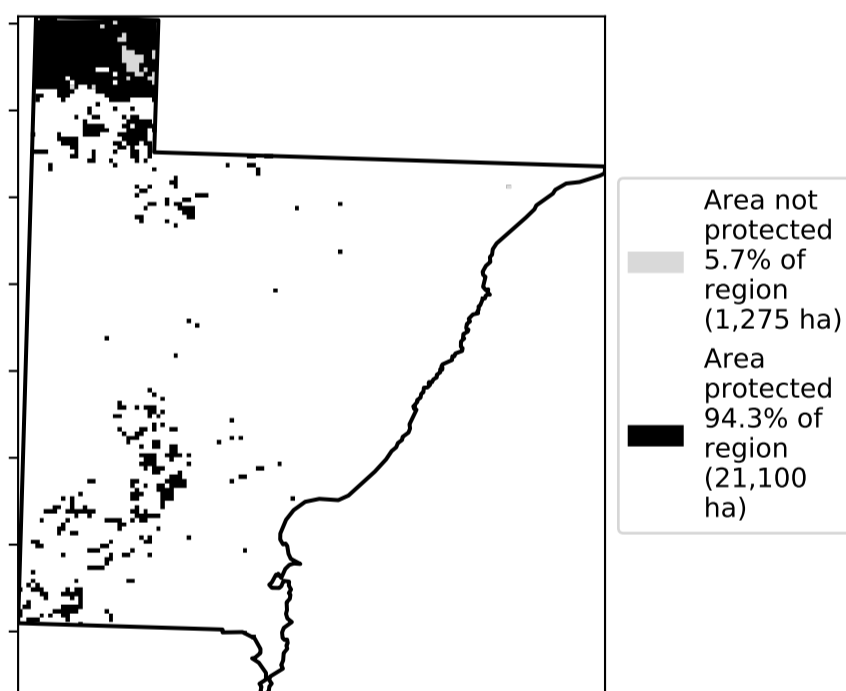 Area not
protected
5.7% of
region
(1,275 ha)
Area
protected
94.3% of
region
(21,100
ha)